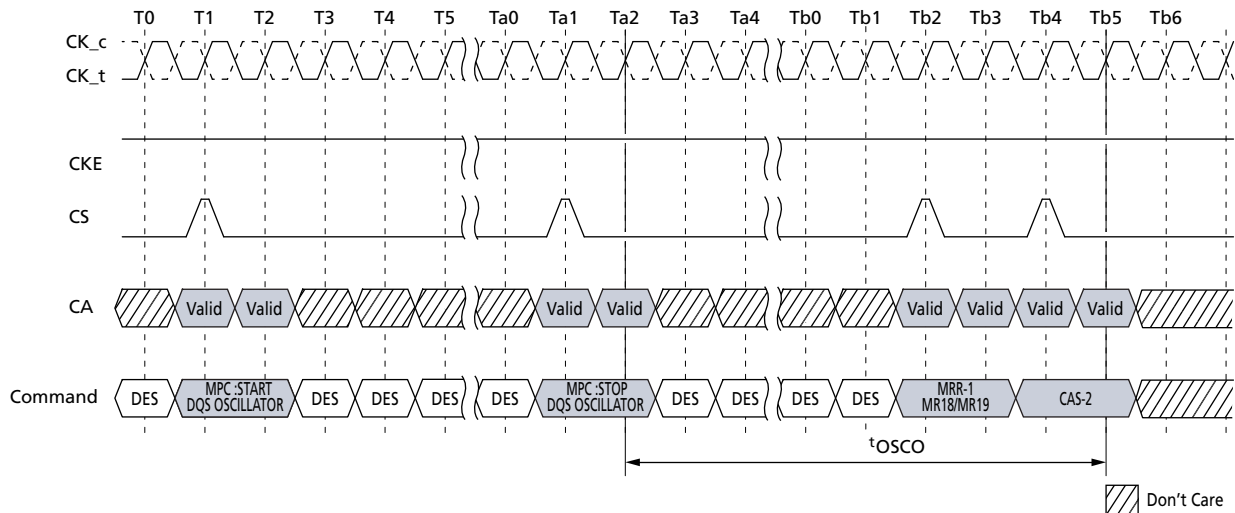 T0 T1 T2 T3 T4 T5 Ta0 Ta1 Ta2 Ta3 Ta4 Tb0 Tb1 Tb2 Tb3 Tb4 Tb5 Tb6
CK_c
CK_t
CKE
CS
CA Valid Valid Valid Valid Valid Valid Valid Valid
Command DES MPC :START DES DES DES DES MPC :STOP DES DES DES DES MRR-1 CAS-2
DQS OSCILLATOR DQS OSCILLATOR MR18/MR19
tOSCO
Don't Care